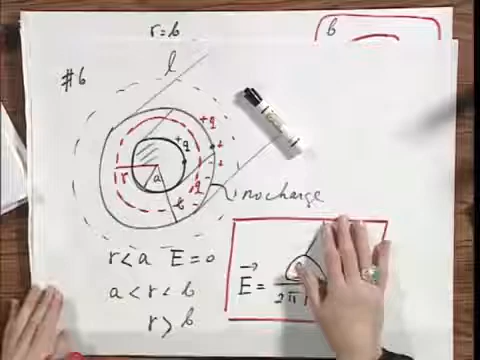 r=b
b
l
#6
+q
+q
r
a
q
b
no charge
r<a E=0
a<r<b
r>b
E =
2π